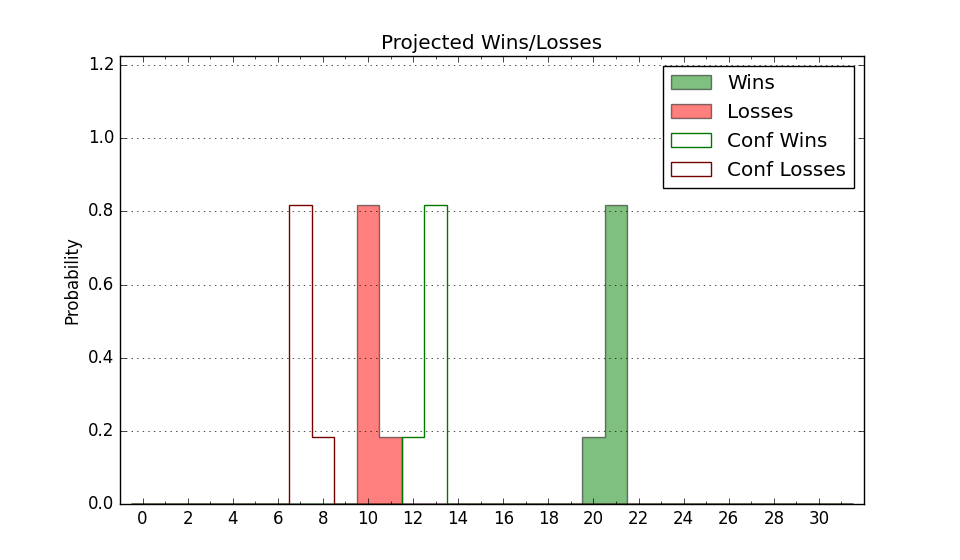 Projected Wins/Losses
1.2
1.0
0.8
0.6
0.4
0.2
0.0
Probability
Wins
Losses
Conf Wins
Conf Losses
0 2 4 6 8 10 12 14 16 18 20 22 24 26 28 30